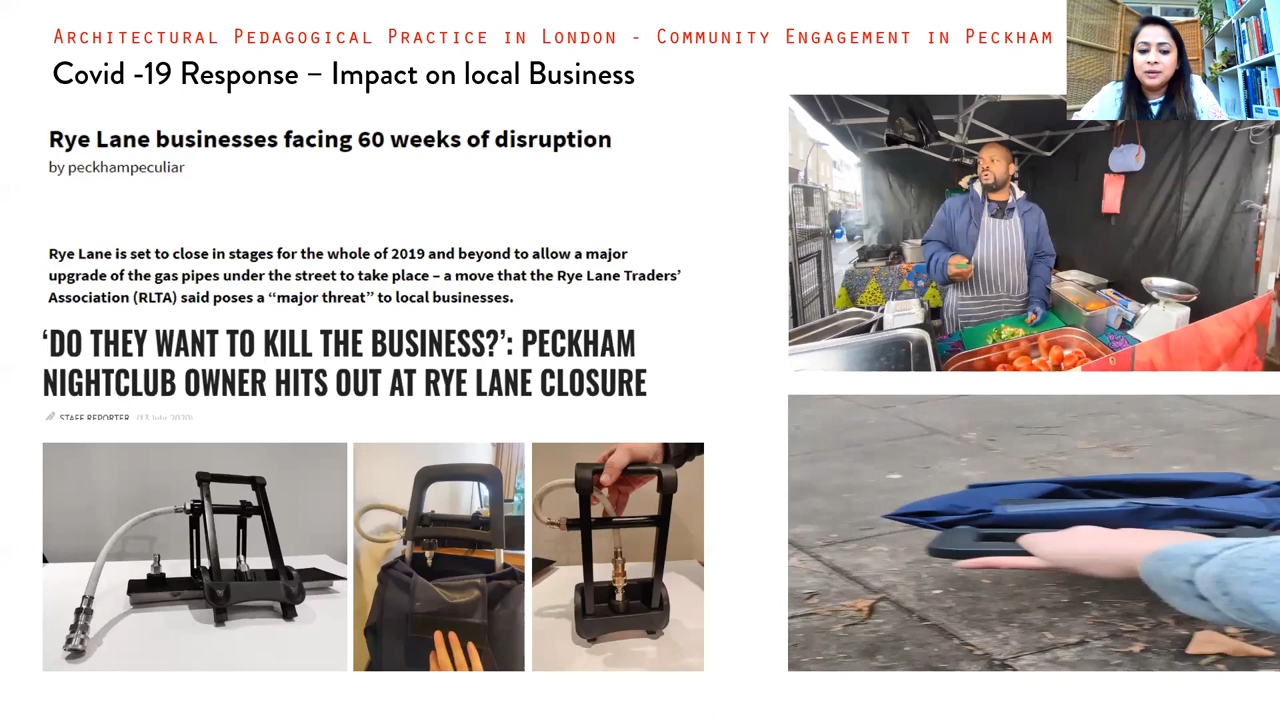 Architectural Pedagogical Practice in London - Community Engagement in Peckham
Covid -19 Response – Impact on local Business
Rye Lane businesses facing 60 weeks of disruption
by peckhampeculiar
Rye Lane is set to close in stages for the whole of 2019 and beyond to allow a major
upgrade of the gas pipes under the street to take place – a move that the Rye Lane Traders’
Association (RLTA) said poses a “major threat” to local businesses.
‘DO THEY WANT TO KILL THE BUSINESS?’: PECKHAM
NIGHTCLUB OWNER HITS OUT AT RYE LANE CLOSURE
STAFF REPORTER (13 July, 2020)